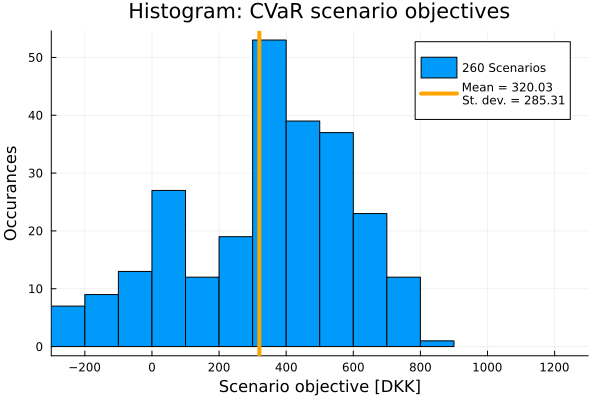 Histogram: CVaR scenario objectives
260 Scenarios
Mean = 320.03
St. dev. = 285.31
Occurances
50
40
30
20
10
0
−200 0 200 400 600 800 1000 1200
Scenario objective [DKK]